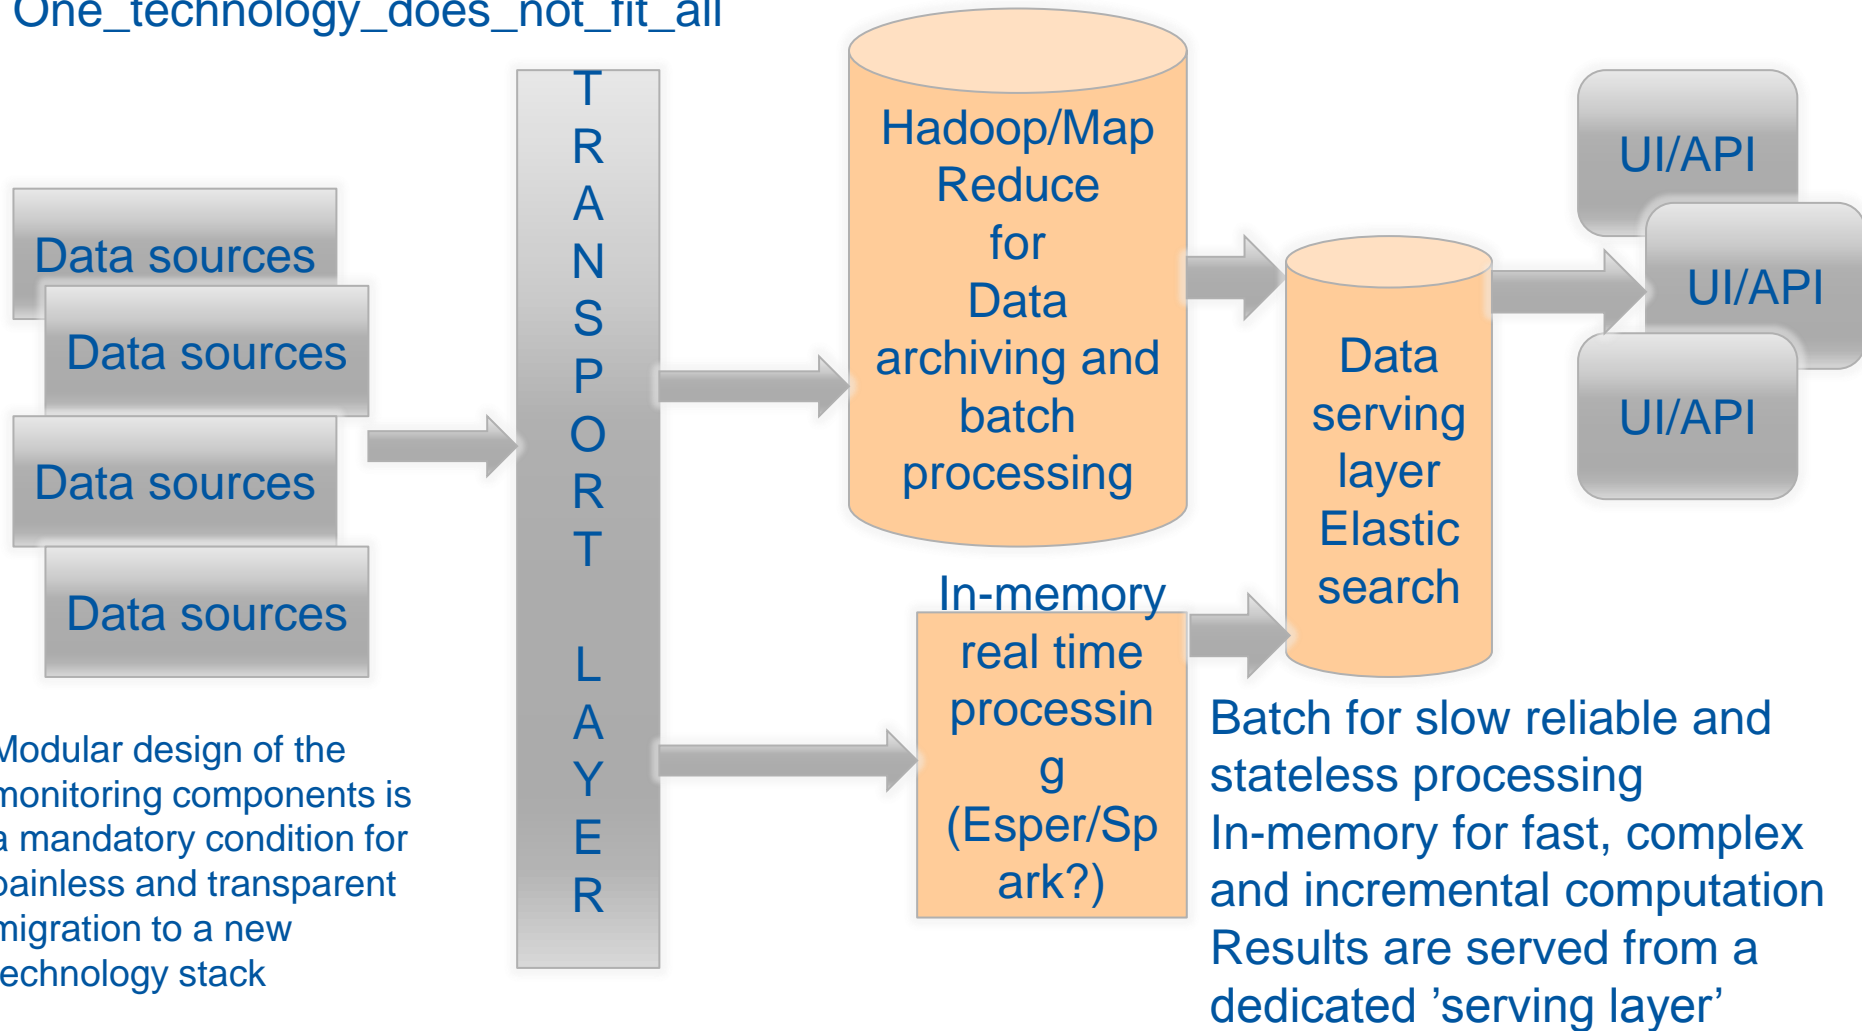 One_technology_does_not_fit_all
Data sources
Data sources
Data sources
Data sources
T
R
A
N
S
P
O
R
T
L
A
Y
E
R
Hadoop/Map
Reduce
for
Data
archiving and
batch
processing
In-memory
real time
processin
g
(Esper/Sp
ark?)
Data
serving
layer
Elastic
search
UI/API
UI/API
UI/API
Modular design of the
monitoring components is
a mandatory condition for
painless and transparent
migration to a new
technology stack
Batch for slow reliable and
stateless processing
In-memory for fast, complex
and incremental computation
Results are served from a
dedicated ’serving layer’